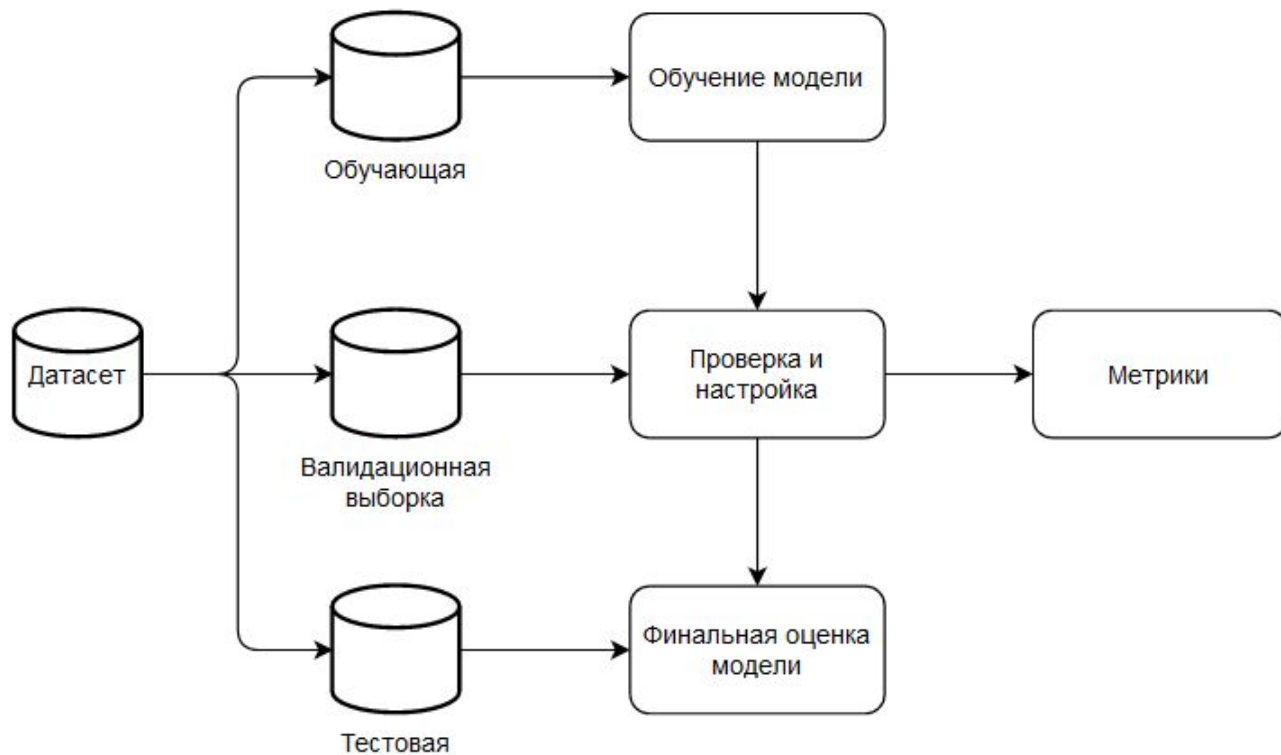 Обучение модели
Обучающая
Датасет
Проверка и
настройка
Метрики
Валидационная
выборка
Финальная оценка
модели
Тестовая